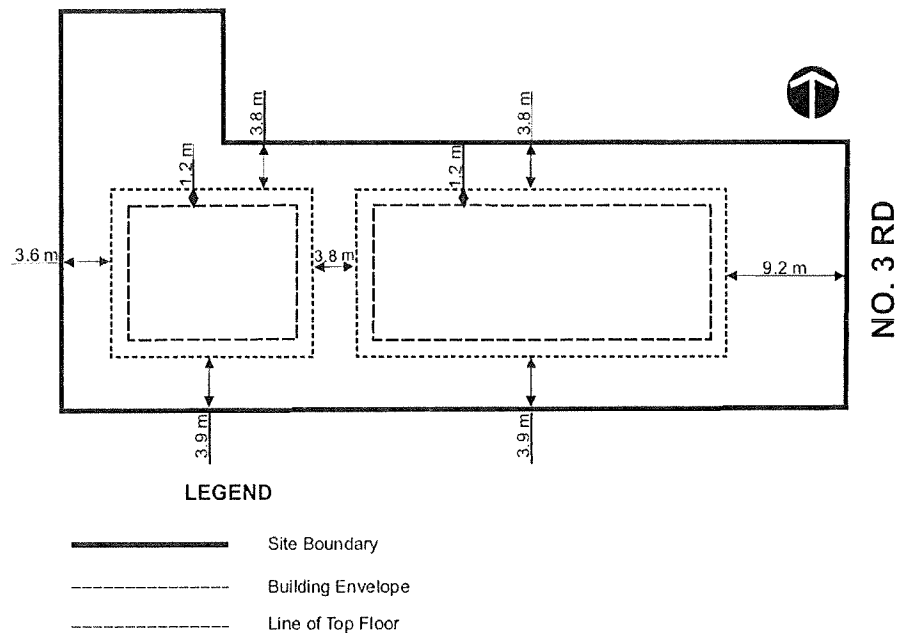 3.8 m
3.8 m
1.2 m
1.2 m
3.6 m
3.8 m
9.2 m
NO. 3 RD
3.9 m
3.9 m
LEGEND
Site Boundary
Building Envelope
Line of Top Floor